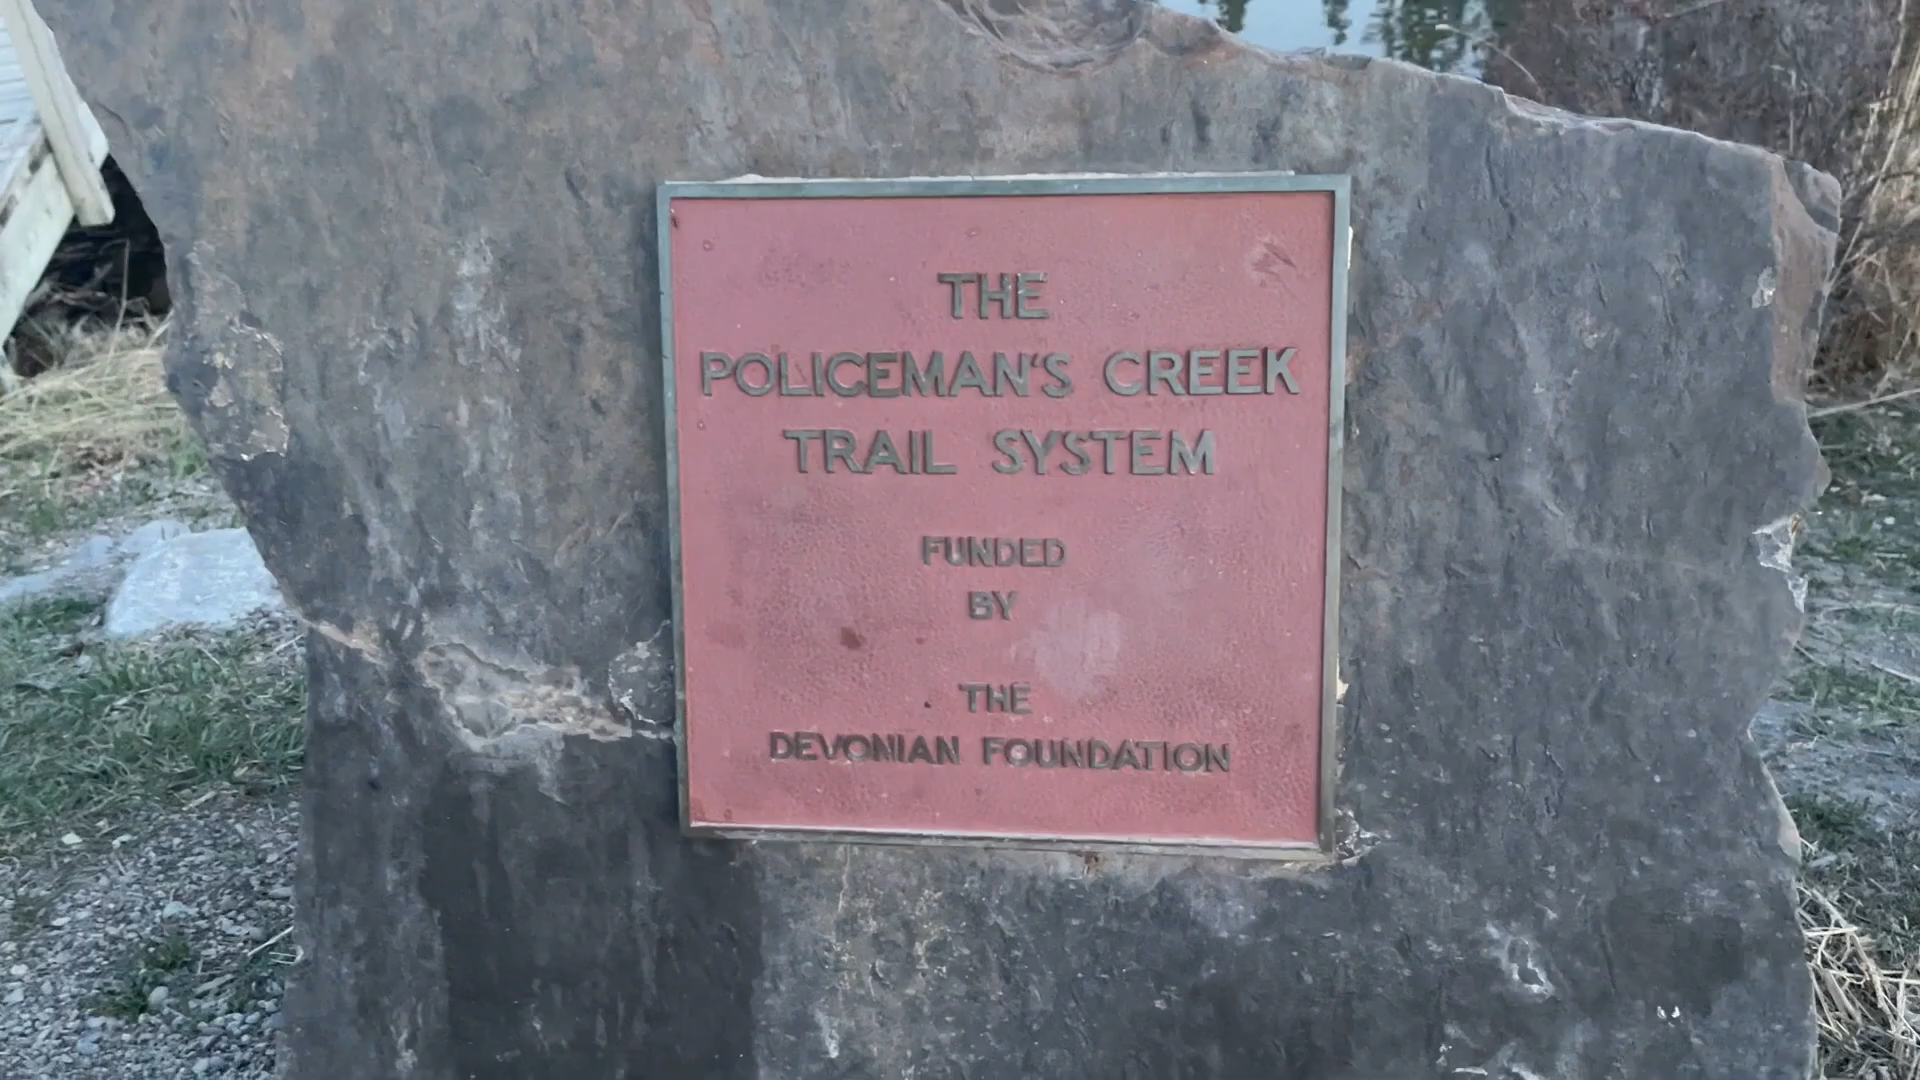 THE
POLICEMAN'S CREEK
TRAIL SYSTEM
FUNDED
BY
THE
DEVONIAN FOUNDATION